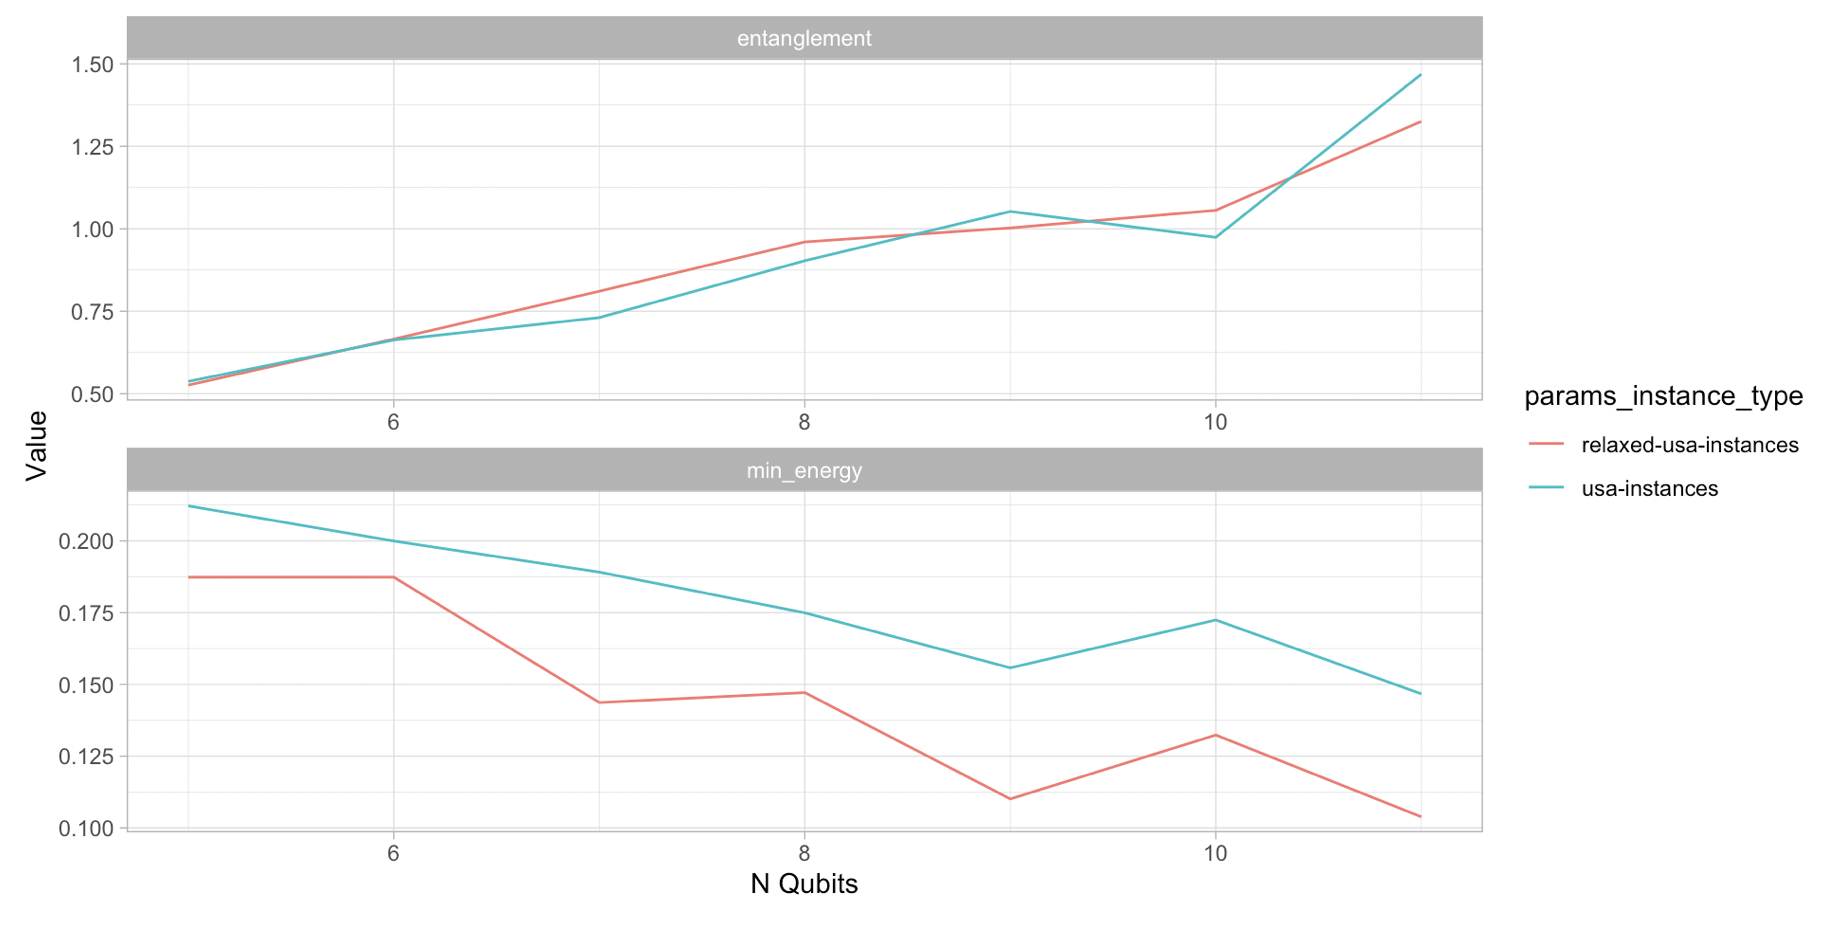 entanglement
1.50
1.25
1.00
0.75
0.50
6 8 10
min_energy
0.200
0.175
0.150
0.125
0.100
6 8 10
N Qubits
Value
params_instance_type
relaxed-usa-instances
usa-instances